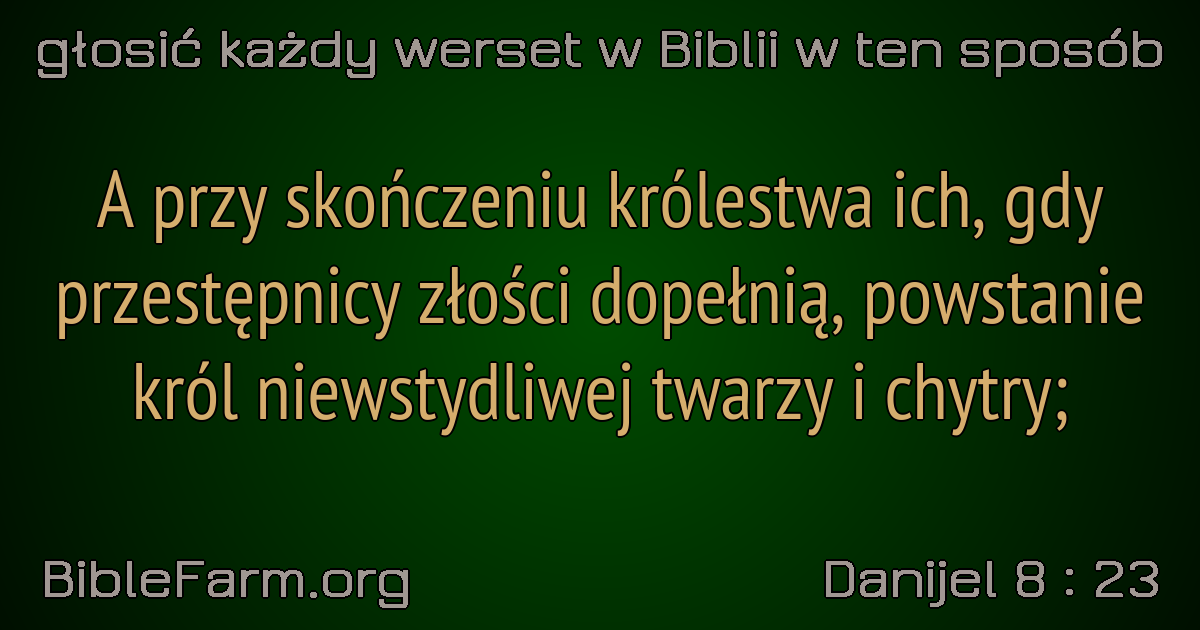 głosić każdy werset w Biblii w ten sposób
A przy skończeniu królestwa ich, gdy
przestępnicy złości dopełnią, powstanie
król niewstydliwej twarzy i chytry;
BibleFarm.org
Danijel 8 : 23